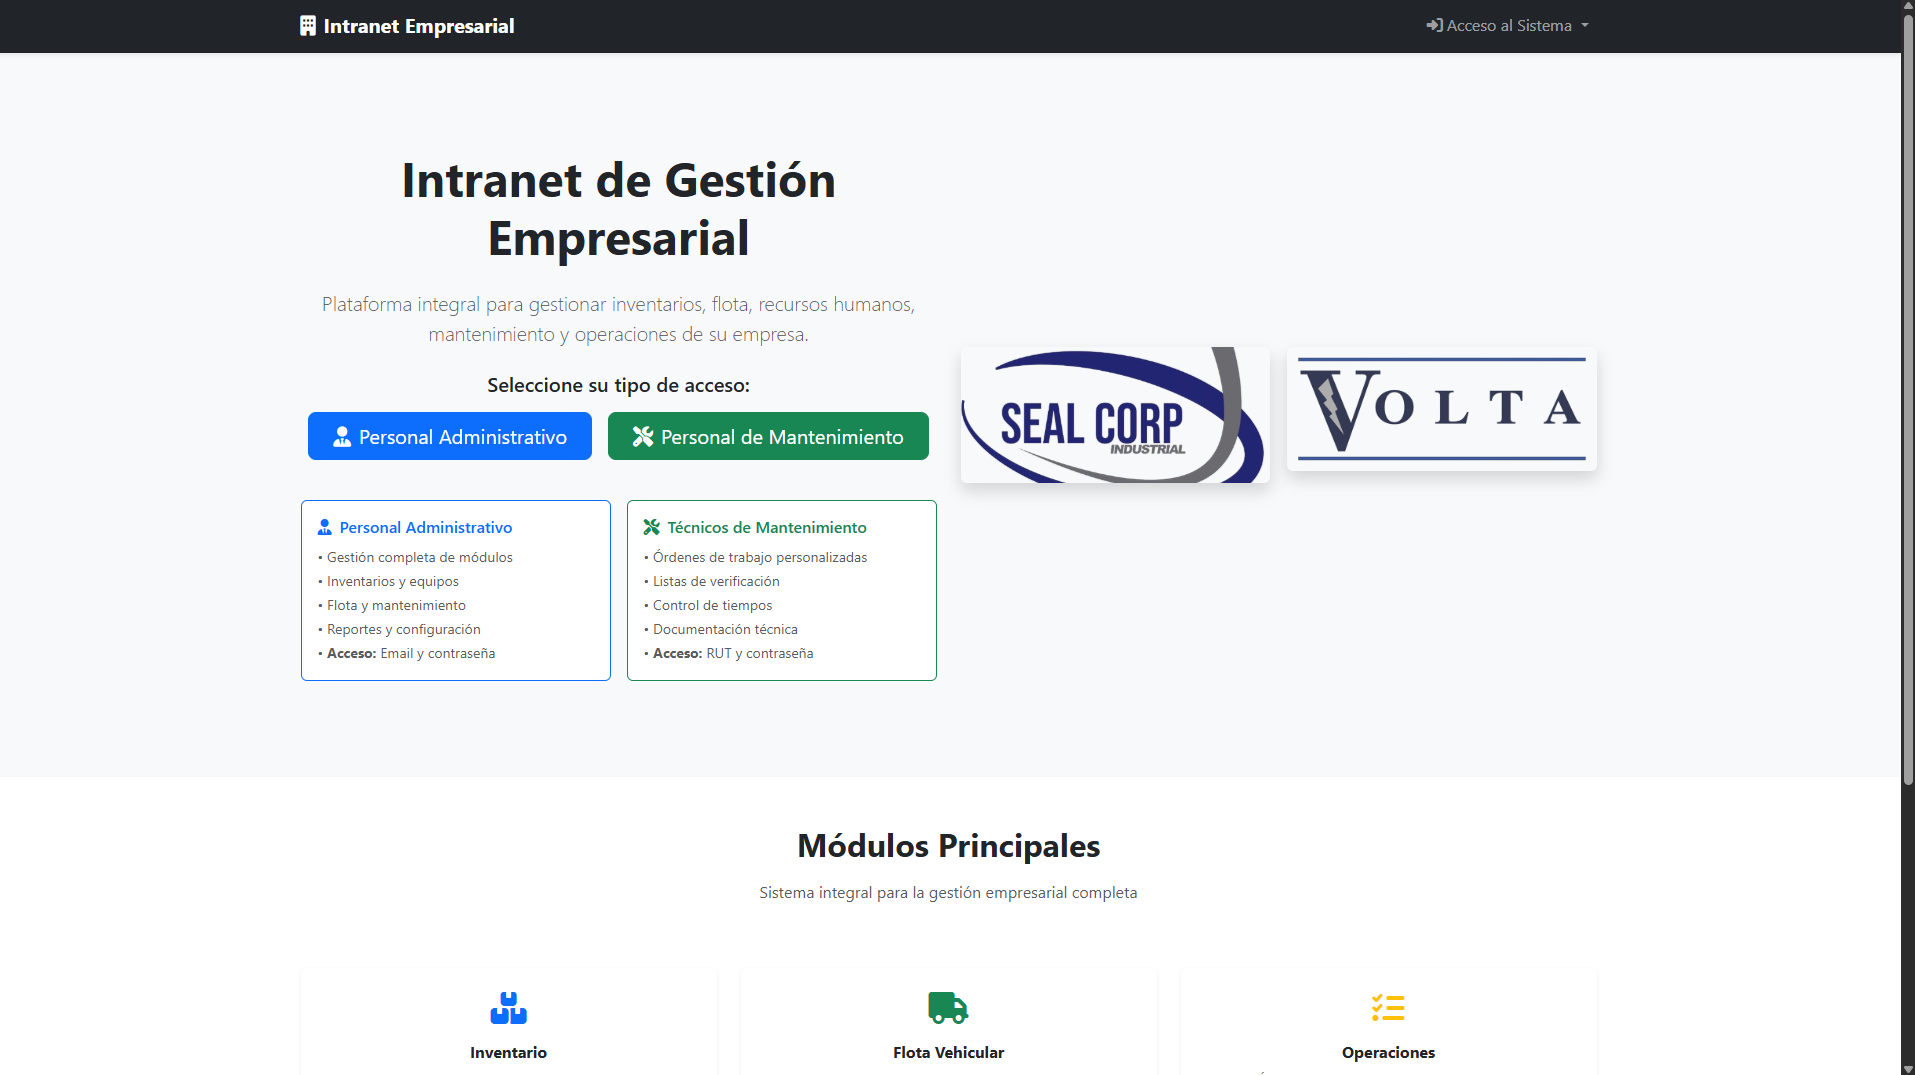 Intranet Empresarial
Acceso al Sistema
Intranet de Gestión
Empresarial
Plataforma integral para gestionar inventarios, flota, recursos humanos,
mantenimiento y operaciones de su empresa.
Seleccione su tipo de acceso:
Personal Administrativo
Personal de Mantenimiento
Personal Administrativo
• Gestión completa de módulos
• Inventarios y equipos
• Flota y mantenimiento
• Reportes y configuración
• Acceso: Email y contraseña
Técnicos de Mantenimiento
• Órdenes de trabajo personalizadas
• Listas de verificación
• Control de tiempos
• Documentación técnica
• Acceso: RUT y contraseña
SEAL CORP
INDUSTRIAL
VOLTA
Módulos Principales
Sistema integral para la gestión empresarial completa
Inventario
Flota Vehicular
Operaciones